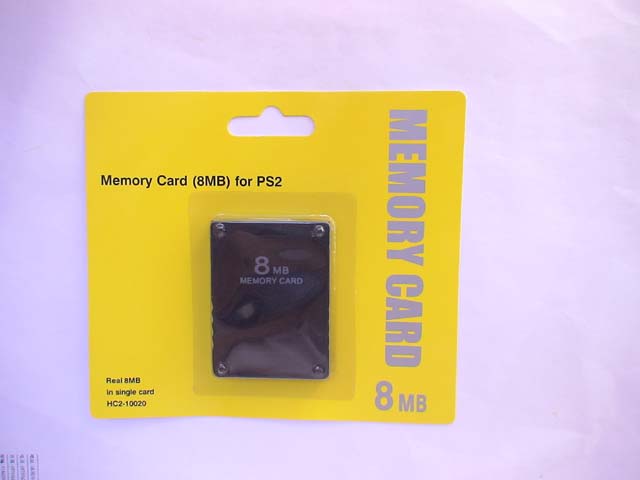 Memory Card (8MB) for PS2
8 MB
MEMORY CARD
Real 8MB
in single card
HC2-10020
MEMORY CARD
8 MB